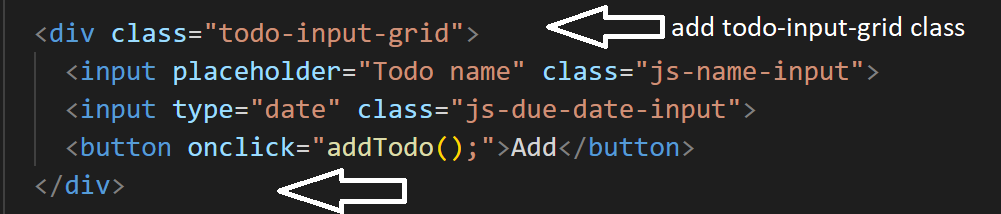 <div class="todo-input-grid"> add todo-input-grid class
<input placeholder="Todo name" class="js-name-input">
<input type="date" class="js-due-date-input">
<button onclick="addTodo();">Add</button>
</div>